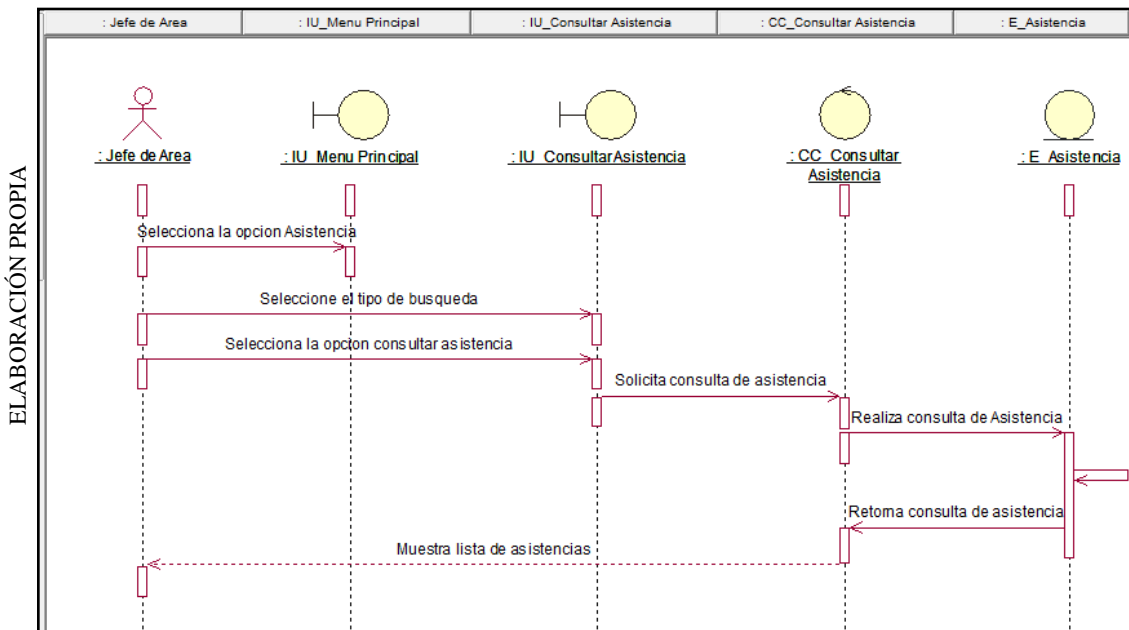 : Jefe de Area
: IU_Menu Principal
: IU_Consultar Asistencia
: CC_Consultar Asistencia
: E_Asistencia
ELABORACIÓN PROPIA
: Jefe de Area
: IU_Menu Principal
: IU_ConsultarAsistencia
: CC_Consultar
Asistencia
: E_Asistencia
Selecciona la opcion Asistencia
Seleccione el tipo de busqueda
Selecciona la opcion consultar asistencia
Solicita consulta de asistencia
Realiza consulta de Asistencia
Retorna consulta de asistencia
Muestra lista de asistencias